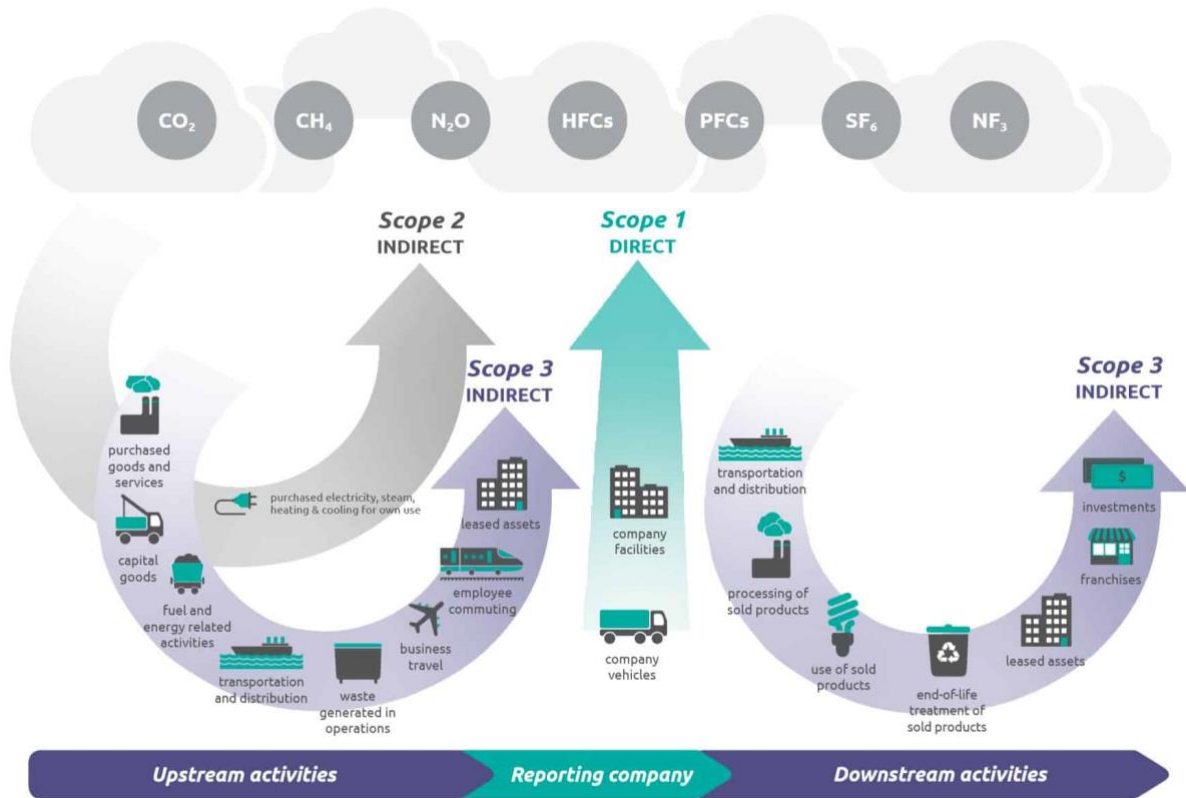 CO₂
CH₄
N₂O
HFCs
PFCs
SF₆
NF₃
Scope 2
INDIRECT
Scope 1
DIRECT
Scope 3
INDIRECT
Scope 3
INDIRECT
purchased
goods and
services
capital
goods
fuel and
energy related
activities
transportation
and distribution
waste
generated in
operations
business
travel
employee
commuting
leased assets
purchased electricity, steam,
heating & cooling for own use
company
facilities
company
vehicles
transportation
and distribution
processing of
sold products
use of sold
products
end-of-life
treatment of
sold products
leased assets
franchises
$
investments
Upstream activities
Reporting company
Downstream activities